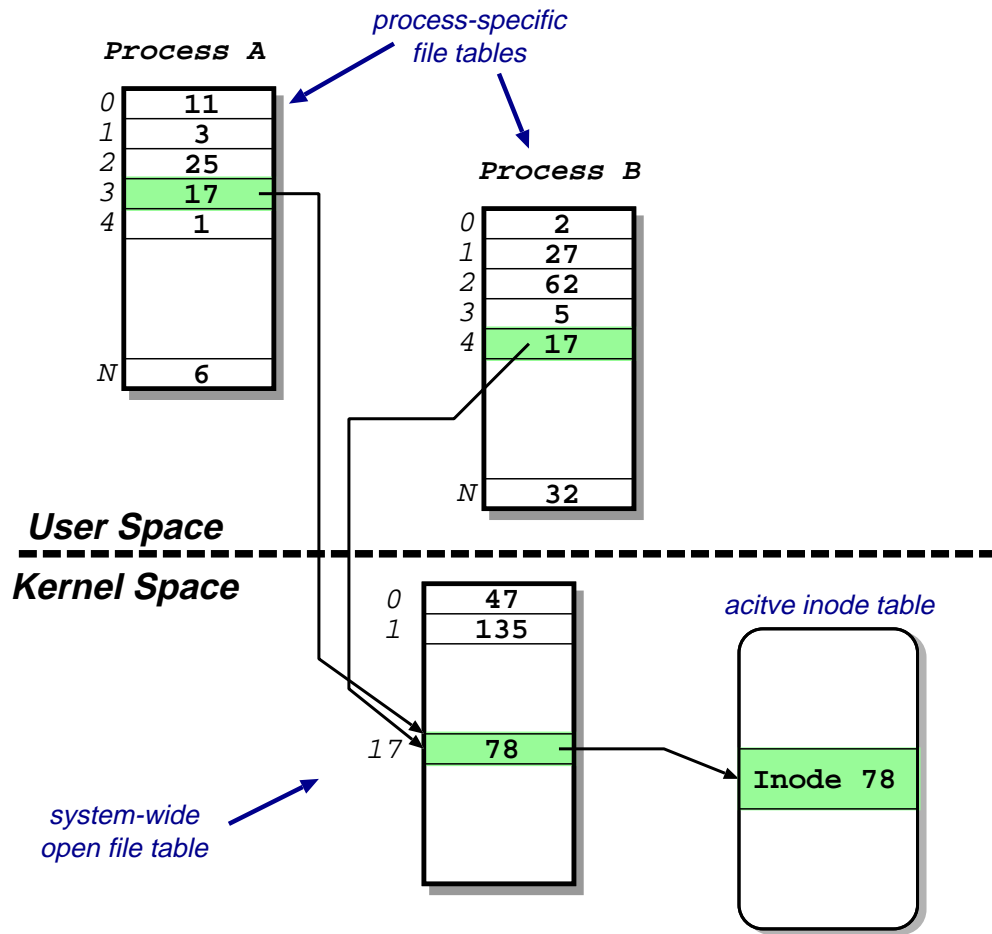 process-specific
file tables
Process A
0 11
1 3
2 25
3 17
4 1
N 6
Process B
0 2
1 27
2 62
3 5
4 17
N 32
User Space
Kernel Space
0 47
1 135
17 78
system-wide
open file table
acitve inode table
Inode 78